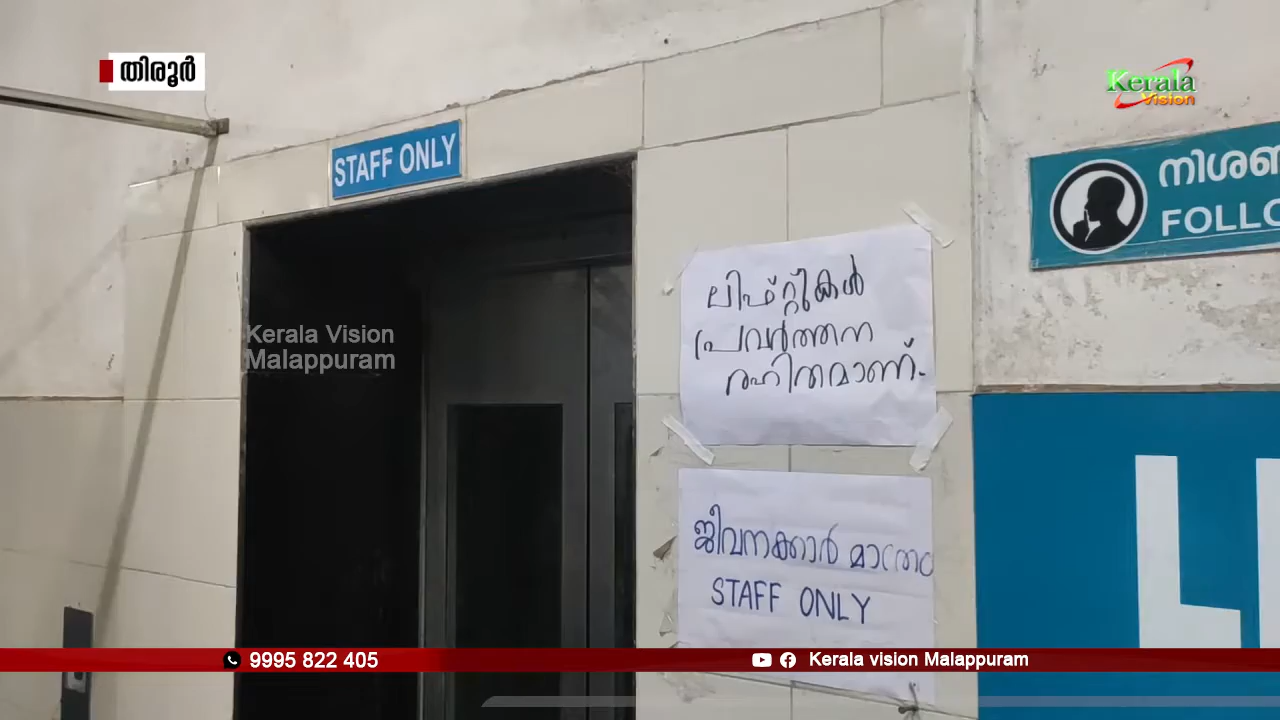 തിരൂർ
Kerala
Vision
STAFF ONLY
നിശബ
FOLLO
ലിഫ്റ്റുകൾ
പ്രവർത്തന
രഹിതമാണ്.
Kerala Vision
Malappuram
ജീവനക്കാർ മാത്രം
STAFF ONLY
9995 822 405
Kerala vision Malappuram